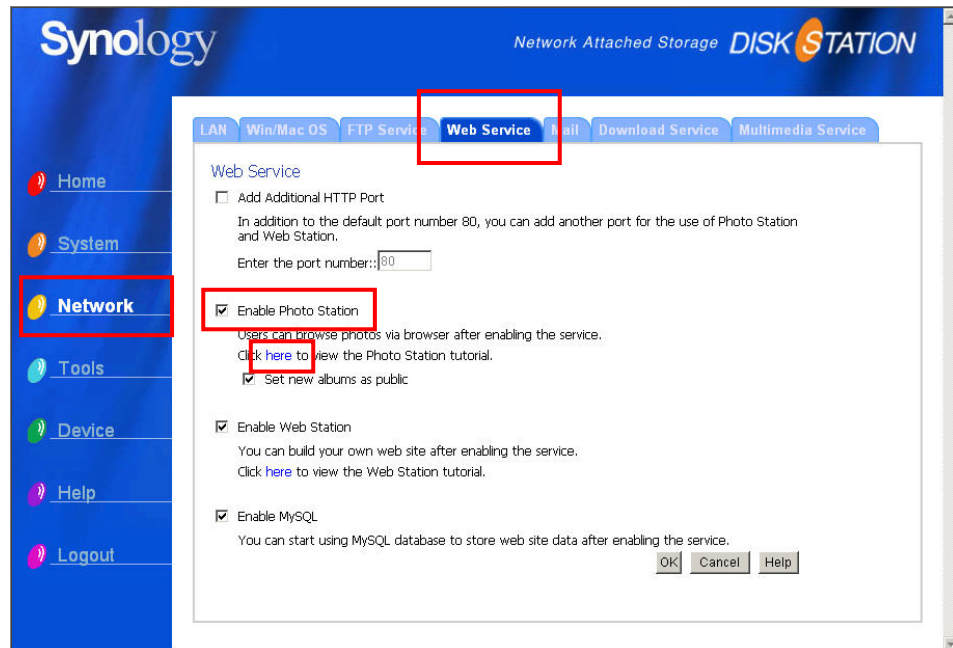 Synology
Network Attached Storage DISK STATION
LAN Win/Mac OS FTP Service Web Service Mail Download Service Multimedia Service
Home
System
Network
Tools
Device
Help
Logout
Web Service
Add Additional HTTP Port
In addition to the default port number 80, you can add another port for the use of Photo Station
and Web Station.
Enter the port number:: 80
Enable Photo Station
Users can browse photos via browser after enabling the service.
Click here to view the Photo Station tutorial.
Set new albums as public
Enable Web Station
You can build your own web site after enabling the service.
Click here to view the Web Station tutorial.
Enable MySQL
You can start using MySQL database to store web site data after enabling the service.
OK Cancel Help